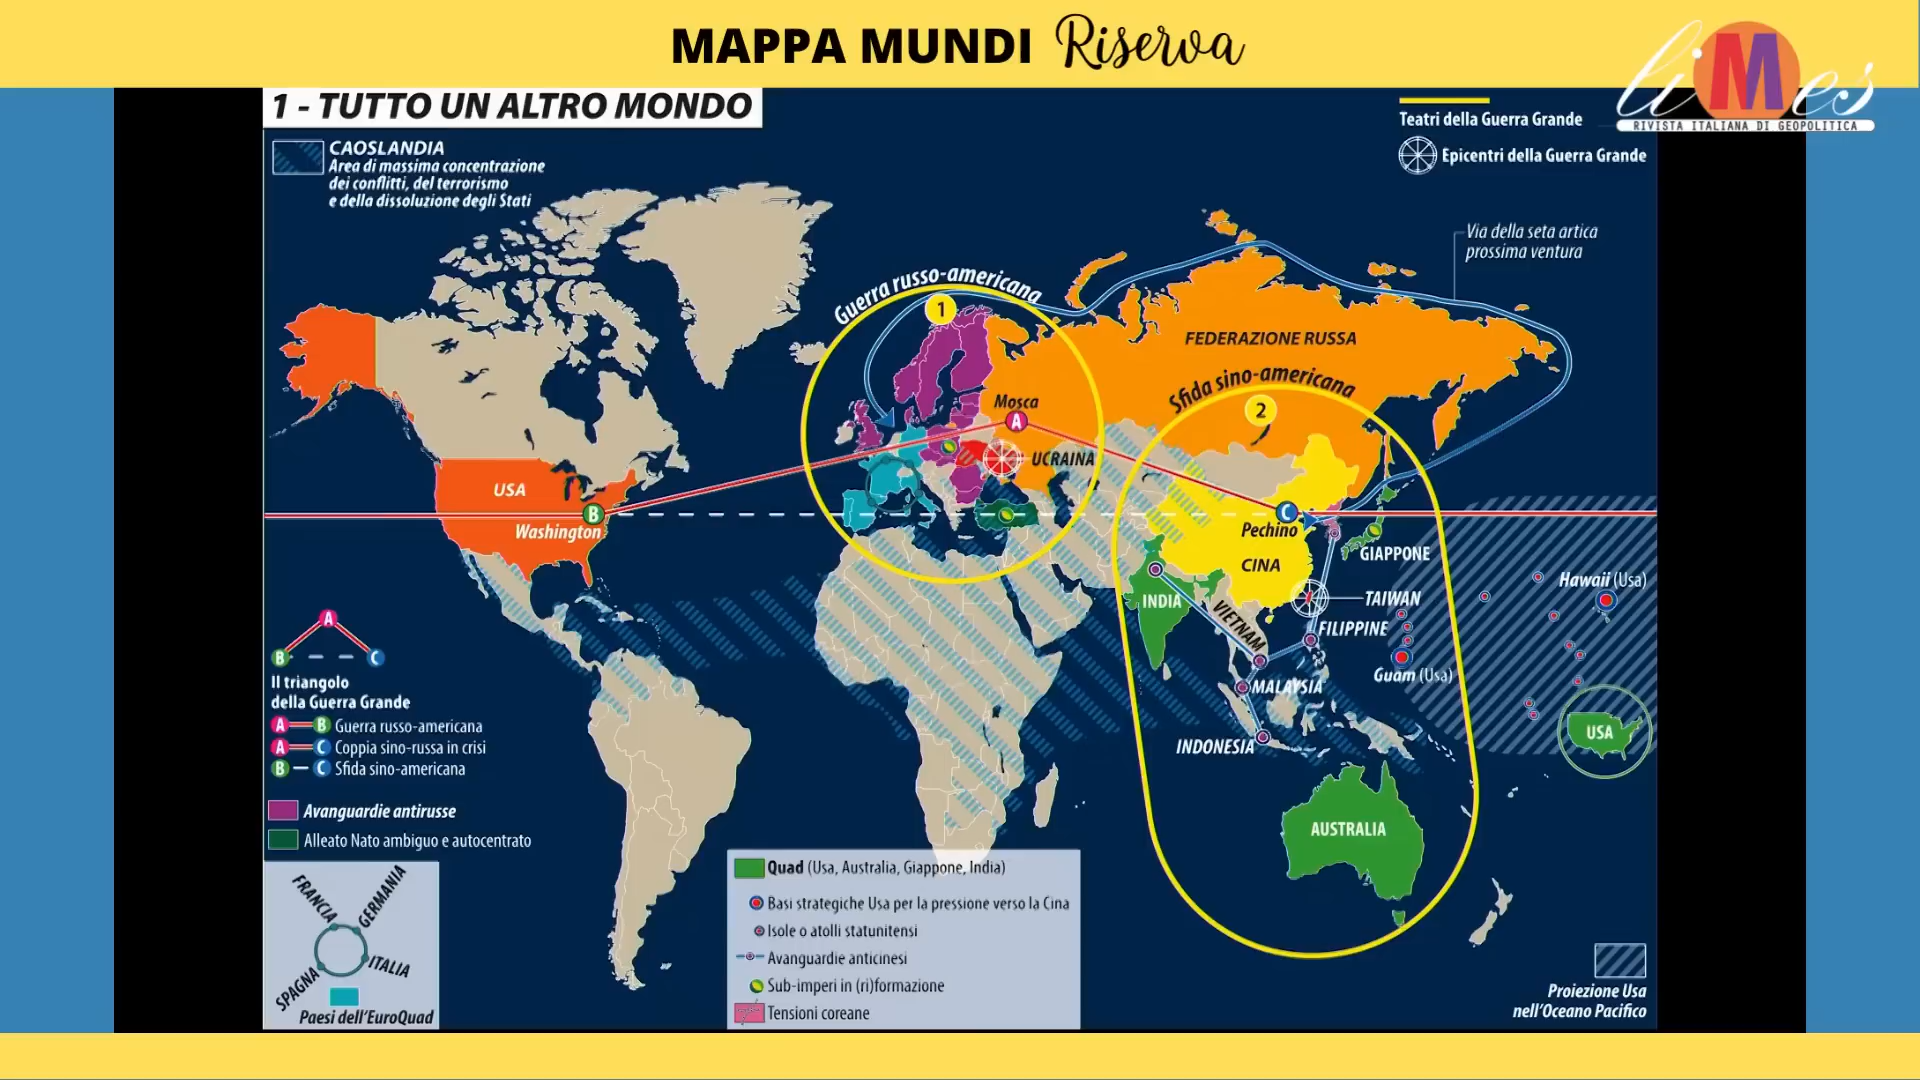 MAPPA MUNDI Riserva
liMes
RIVISTA ITALIANA DI GEOPOLITICA
1 - TUTTO UN ALTRO MONDO
CAOSLANDIA
Area di massima concentrazione
dei conflitti, del terrorismo
e della dissoluzione degli Stati
Teatri della Guerra Grande
Epicentri della Guerra Grande
Via della seta artica
prossima ventura
Guerra russo-americana
1
FEDERAZIONE RUSSA
Sfida sino-americana
2
Mosca
A
UCRAINA
USA
B
Washington
C
Pechino
CINA
GIAPPONE
Hawaii (Usa)
INDIA
VIETNAM
TAIWAN
FILIPPINE
Guam (Usa)
MALAYSIA
INDONESIA
USA
AUSTRALIA
A
B C
Il triangolo
della Guerra Grande
A B Guerra russo-americana
A C Coppia sino-russa in crisi
B C Sfida sino-americana
Avanguardie antirusse
Alleato Nato ambiguo e autocentrato
FRANCIA
GERMANIA
SPAGNA
ITALIA
Paesi dell'EuroQuad
Quad (Usa, Australia, Giappone, India)
Basi strategiche Usa per la pressione verso la Cina
Isole o atolli statunitensi
Avanguardie anticinesi
Sub-imperi in (ri)formazione
Tensioni coreane
Proiezione Usa
nell'Oceano Pacifico